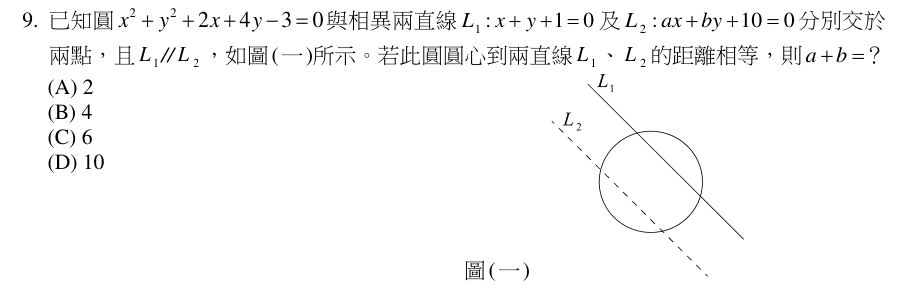 9. 已知圓 x² + y² + 2x + 4y − 3 = 0 與相異兩直線 L₁ : x + y + 1 = 0 及 L₂ : ax + by + 10 = 0 分別交於
兩點，且 L₁ // L₂ ，如圖(一)所示。若此圓圓心到兩直線 L₁ 、 L₂ 的距離相等，則 a + b = ？
(A) 2
(B) 4
(C) 6
(D) 10
L₁
L₂
圖(一)